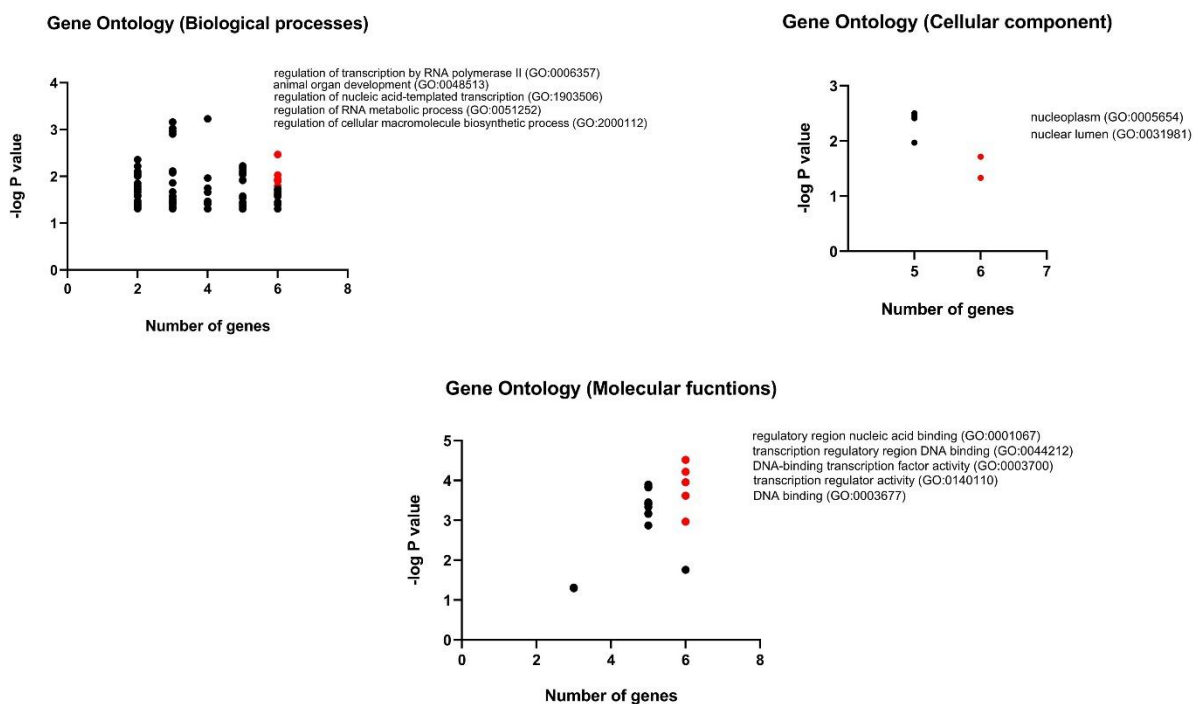 Gene Ontology (Biological processes)
-log P value
4
3
2
1
0
0 2 4 6 8
Number of genes
regulation of transcription by RNA polymerase II (GO:0006357)
animal organ development (GO:0048513)
regulation of nucleic acid-templated transcription (GO:1903506)
regulation of RNA metabolic process (GO:0051252)
regulation of cellular macromolecule biosynthetic process (GO:2000112)
Gene Ontology (Cellular component)
-log P value
3
2
1
0
5 6 7
Number of genes
nucleoplasm (GO:0005654)
nuclear lumen (GO:0031981)
Gene Ontology (Molecular fucntions)
-log P value
5
4
3
2
1
0
0 2 4 6 8
Number of genes
regulatory region nucleic acid binding (GO:0001067)
transcription regulatory region DNA binding (GO:0044212)
DNA-binding transcription factor activity (GO:0003700)
transcription regulator activity (GO:0140110)
DNA binding (GO:0003677)